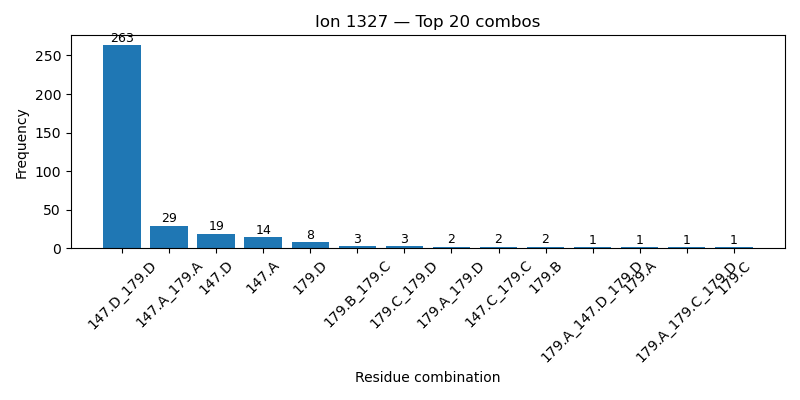 Ion 1327 — Top 20 combos
Frequency
250
200
150
100
50
0
263
29
19
14
8
3
3
2
2
2
1
1
1
1
147.D_179.D
147.A_179.A
147.D
147.A
179.D
179.B_179.C
179.C_179.D
179.A_179.D
147.C_179.C
179.B
179.A_147.D_179.D
179.A
179.A_179.C_179.D
179.C
Residue combination